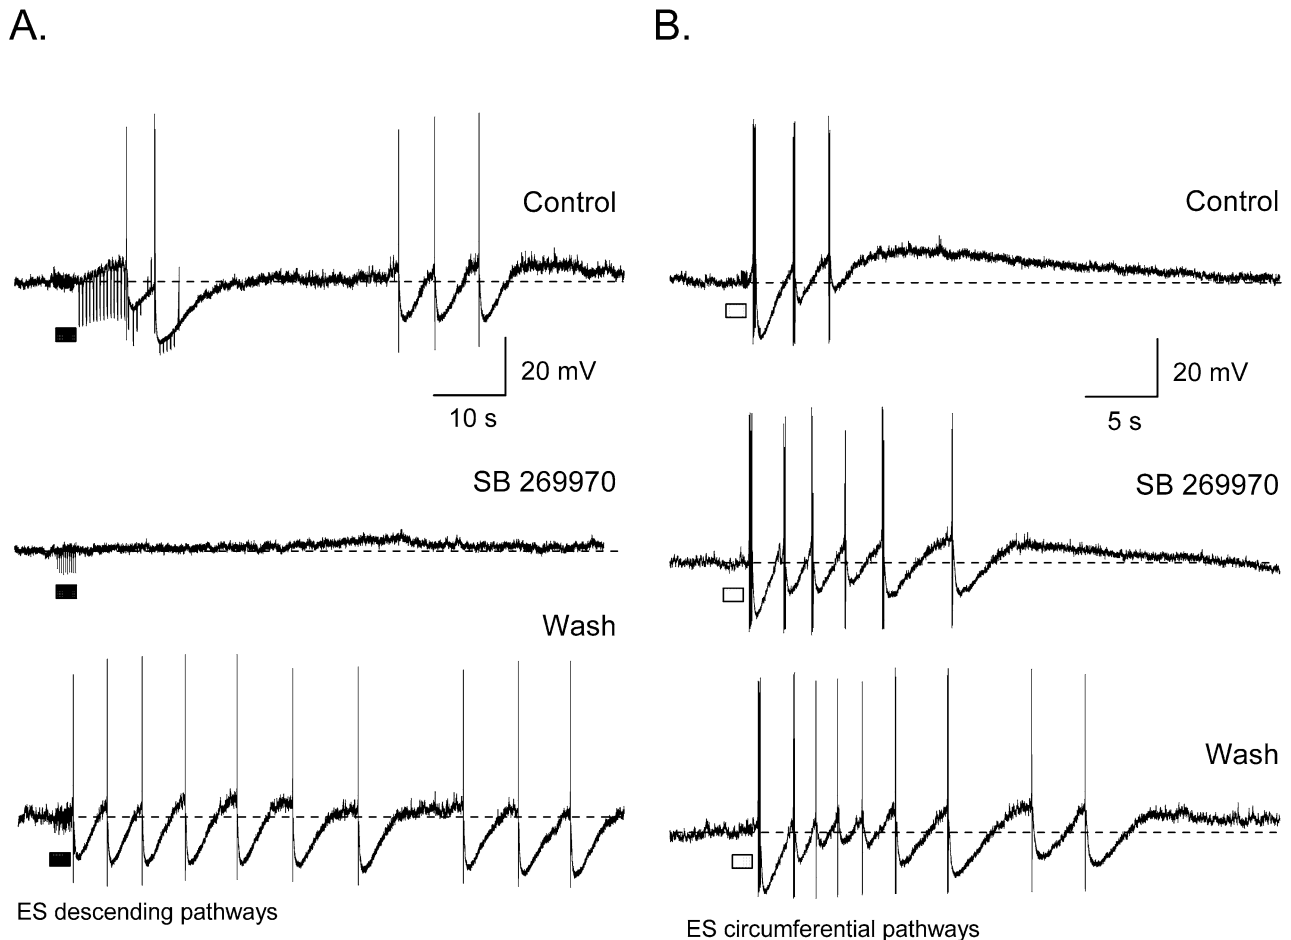 A.
Control
20 mV
10 s
SB 269970
Wash
ES descending pathways
B.
Control
20 mV
5 s
SB 269970
Wash
ES circumferential pathways